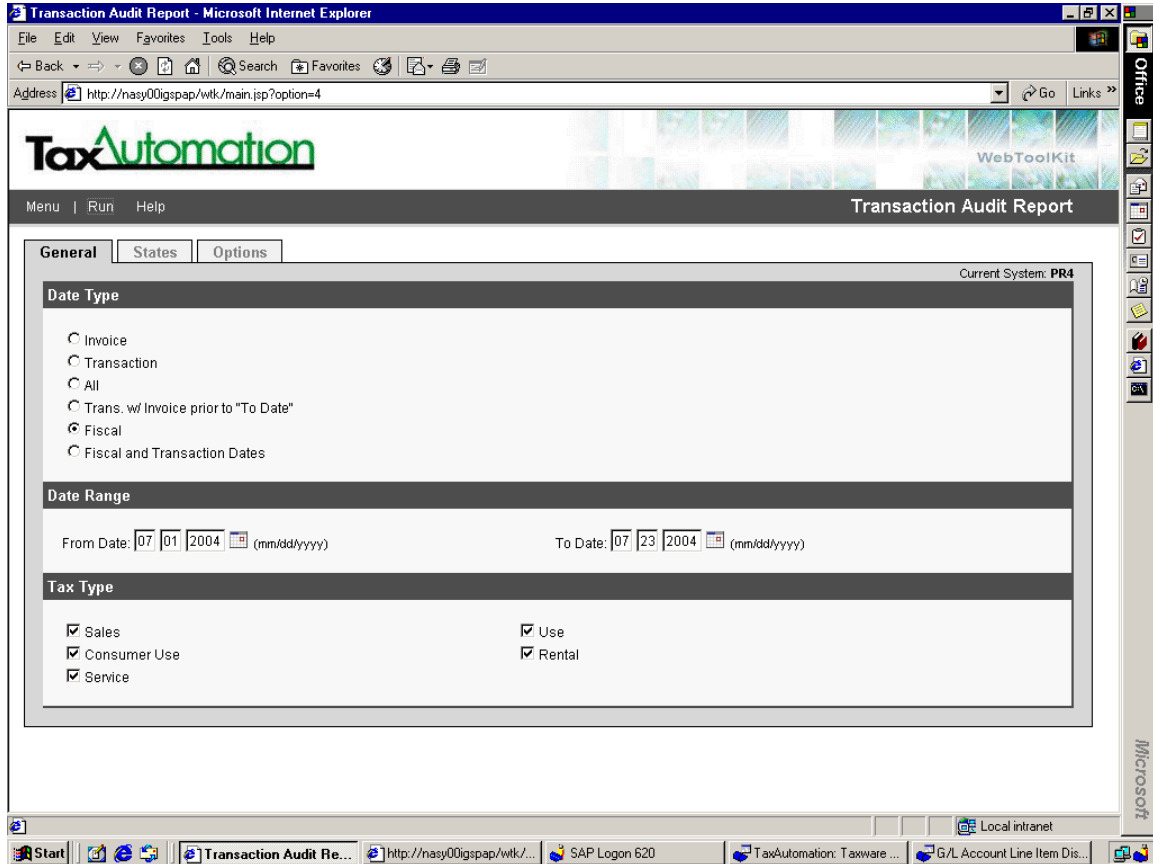 Transaction Audit Report - Microsoft Internet Explorer
File Edit View Favorites Tools Help
Back Search Favorites
Address http://nasy00igspap/wtk/main.jsp?option=4 Go Links »
TaxAutomation
WebToolKit
Menu | Run Help Transaction Audit Report
General States Options
Current System: PR4
Date Type
Invoice
Transaction
All
Trans. w/ Invoice prior to "To Date"
Fiscal
Fiscal and Transaction Dates
Date Range
From Date: 07 01 2004 (mm/dd/yyyy) To Date: 07 23 2004 (mm/dd/yyyy)
Tax Type
Sales Use
Consumer Use Rental
Service
Local intranet
Start Transaction Audit Re... http://nasy00igspap/wtk/... SAP Logon 620 TaxAutomation: Taxware ... G/L Account Line Item Dis...
Office
Microsoft